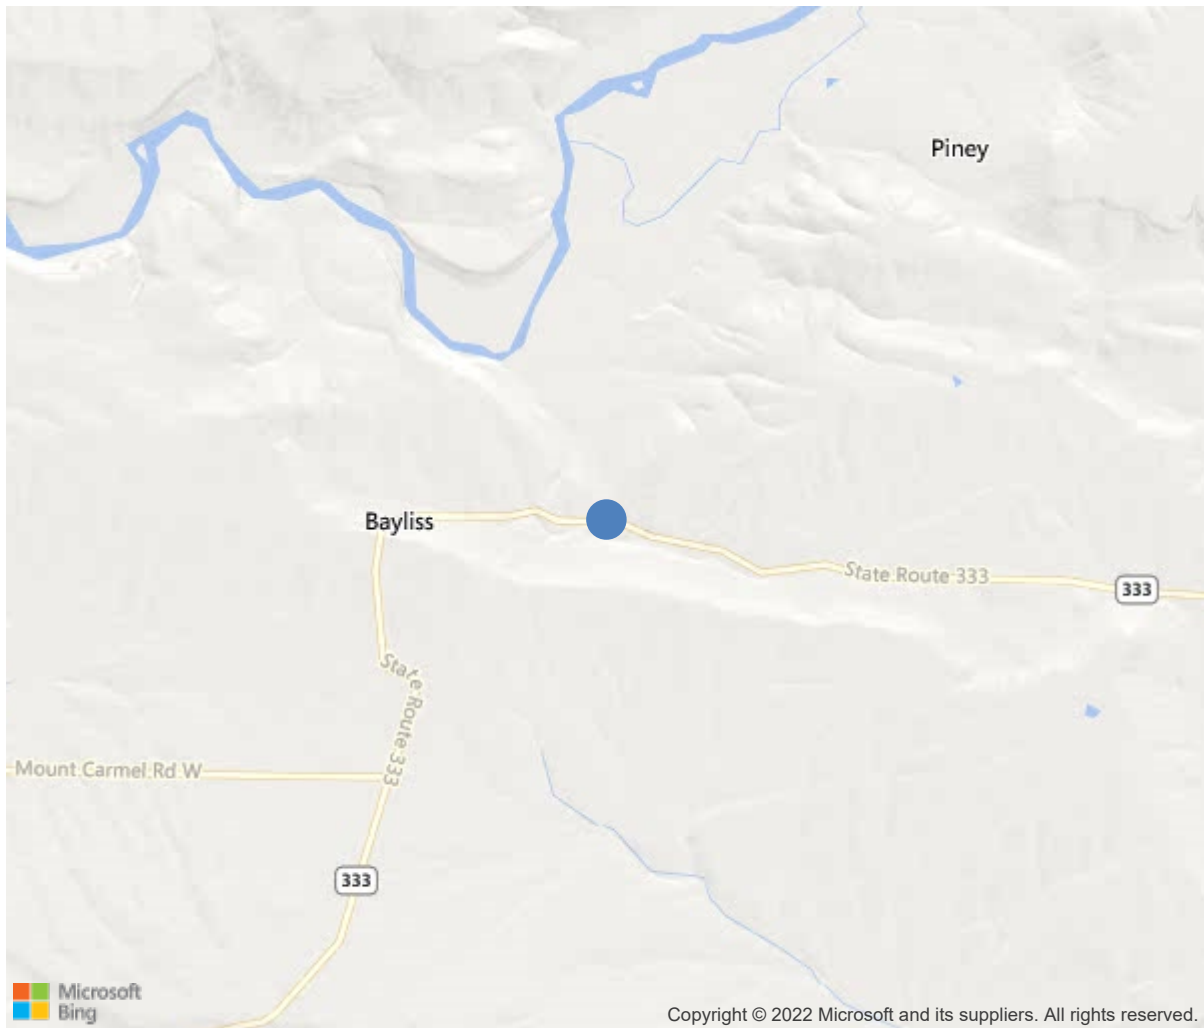 Piney
Bayliss
State Route 333
333
State Route 333
Mount Carmel Rd W
333
Microsoft
Bing
Copyright © 2022 Microsoft and its suppliers. All rights reserved.